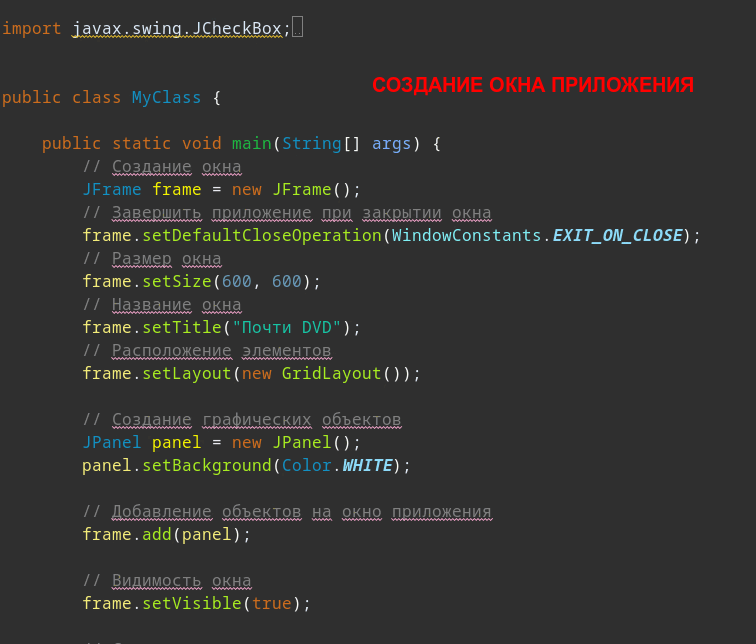 import javax.swing.JCheckBox;
СОЗДАНИЕ ОКНА ПРИЛОЖЕНИЯ
public class MyClass {
public static void main(String[] args) {
// Создание окна
JFrame frame = new JFrame();
// Завершить приложение при закрытии окна
frame.setDefaultCloseOperation(WindowConstants.EXIT_ON_CLOSE);
// Размер окна
frame.setSize(600, 600);
// Название окна
frame.setTitle("Почти DVD");
// Расположение элементов
frame.setLayout(new GridLayout());
// Создание графических объектов
JPanel panel = new JPanel();
panel.setBackground(Color.WHITE);
// Добавление объектов на окно приложения
frame.add(panel);
// Видимость окна
frame.setVisible(true);